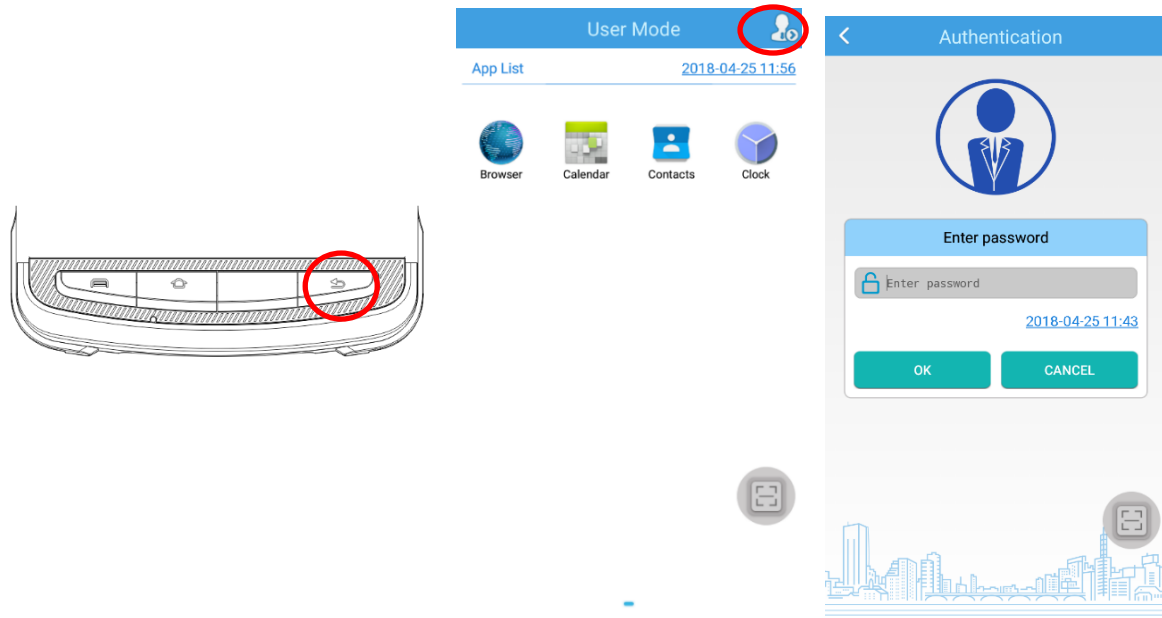 User Mode
App List 2018-04-25 11:56
Browser Calendar Contacts Clock
Authentication
Enter password
Enter password
2018-04-25 11:43
OK CANCEL